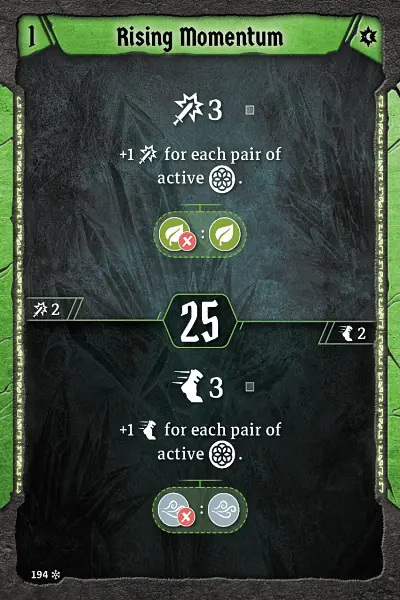 1 Rising Momentum
3
+1 for each pair of
active .
:
2
25
2
3
+1 for each pair of
active .
:
194